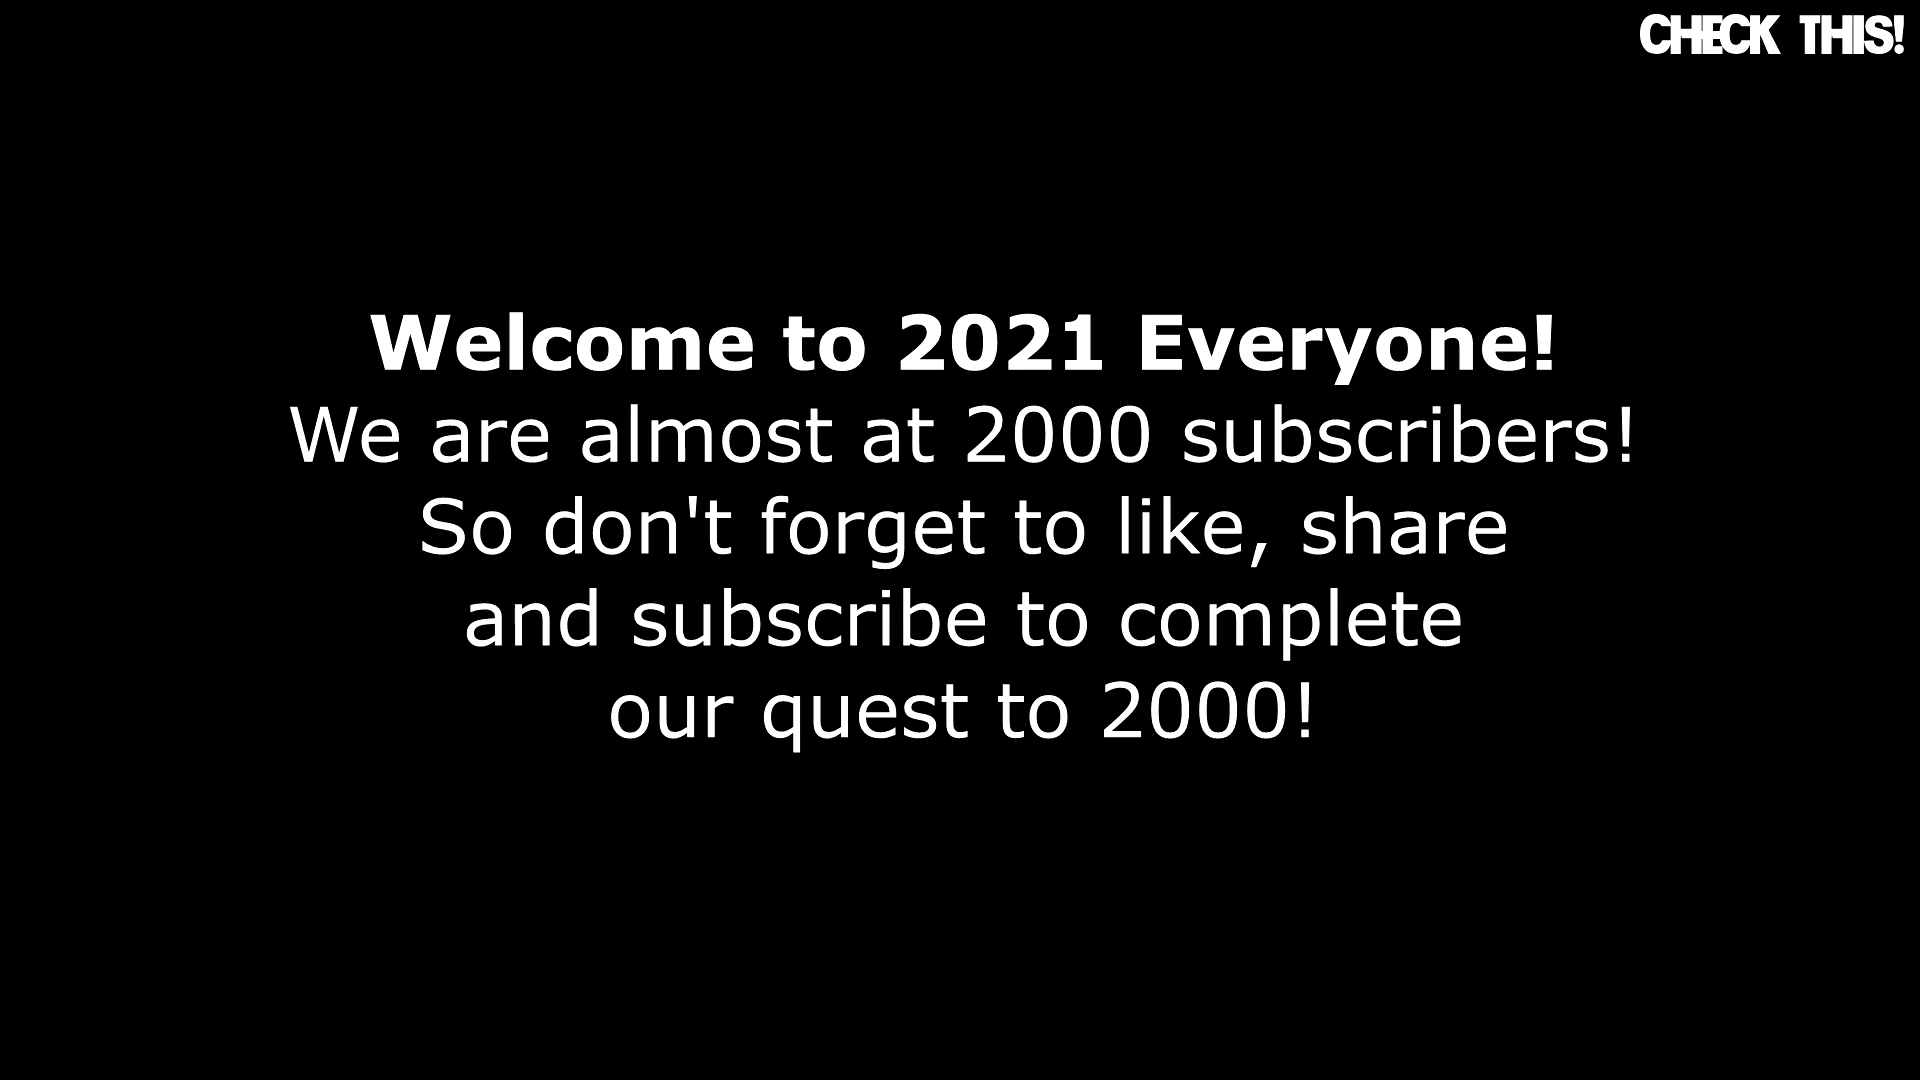 CHECK THIS!
Welcome to 2021 Everyone!
We are almost at 2000 subscribers!
So don't forget to like, share
and subscribe to complete
our quest to 2000!